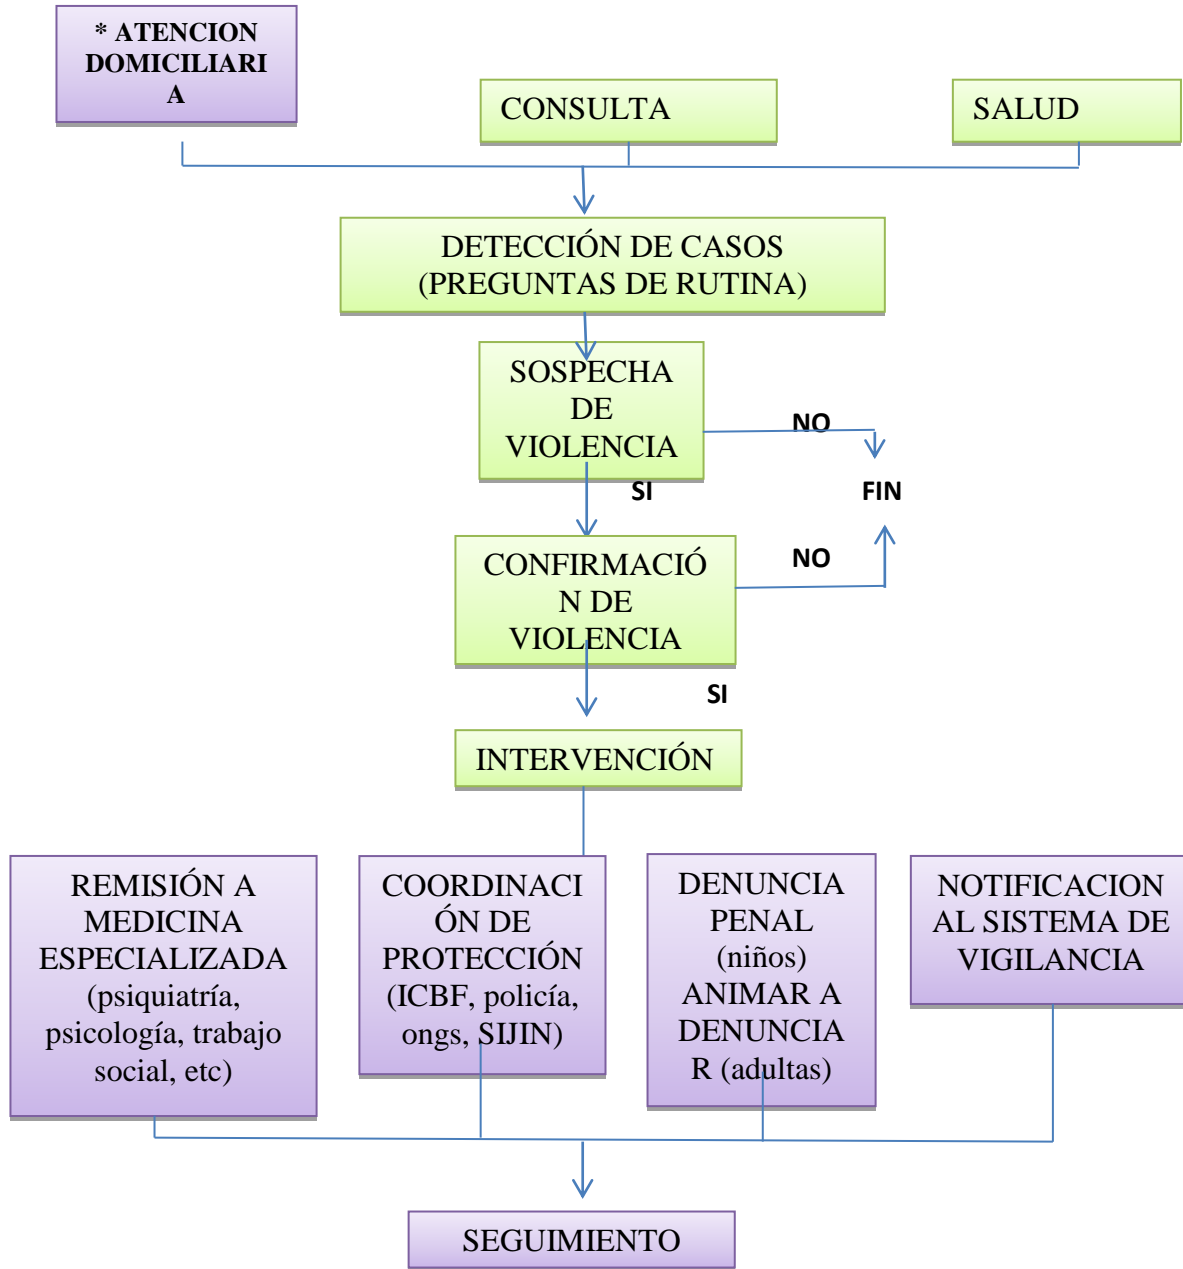 * ATENCION
DOMICILIARI
A
CONSULTA
SALUD
DETECCIÓN DE CASOS
(PREGUNTAS DE RUTINA)
SOSPECHA
DE
VIOLENCIA
NO
SI
FIN
CONFIRMACIÓ
N DE
VIOLENCIA
NO
SI
INTERVENCIÓN
REMISIÓN A
MEDICINA
ESPECIALIZADA
(psiquiatría,
psicología, trabajo
social, etc)
COORDINACI
ÓN DE
PROTECCIÓN
(ICBF, policía,
ongs, SIJIN)
DENUNCIA
PENAL
(niños)
ANIMAR A
DENUNCIA
R (adultas)
NOTIFICACION
AL SISTEMA DE
VIGILANCIA
SEGUIMIENTO